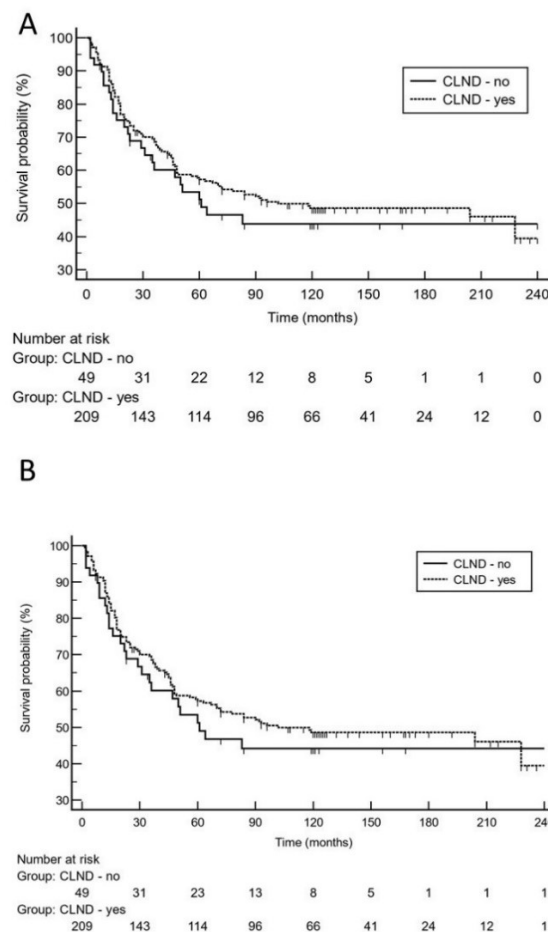 A
Survival probability (%)
100
90
80
70
60
50
40
30
CLND - no
CLND - yes
0 30 60 90 120 150 180 210 240
Time (months)
Number at risk
Group: CLND - no
49 31 22 12 8 5 1 1 0
Group: CLND - yes
209 143 114 96 66 41 24 12 0
B
Survival probability (%)
100
90
80
70
60
50
40
30
CLND - no
CLND - yes
0 30 60 90 120 150 180 210 240
Time (months)
Number at risk
Group: CLND - no
49 31 23 13 8 5 1 1 1
Group: CLND - yes
209 143 114 96 66 41 24 12 1